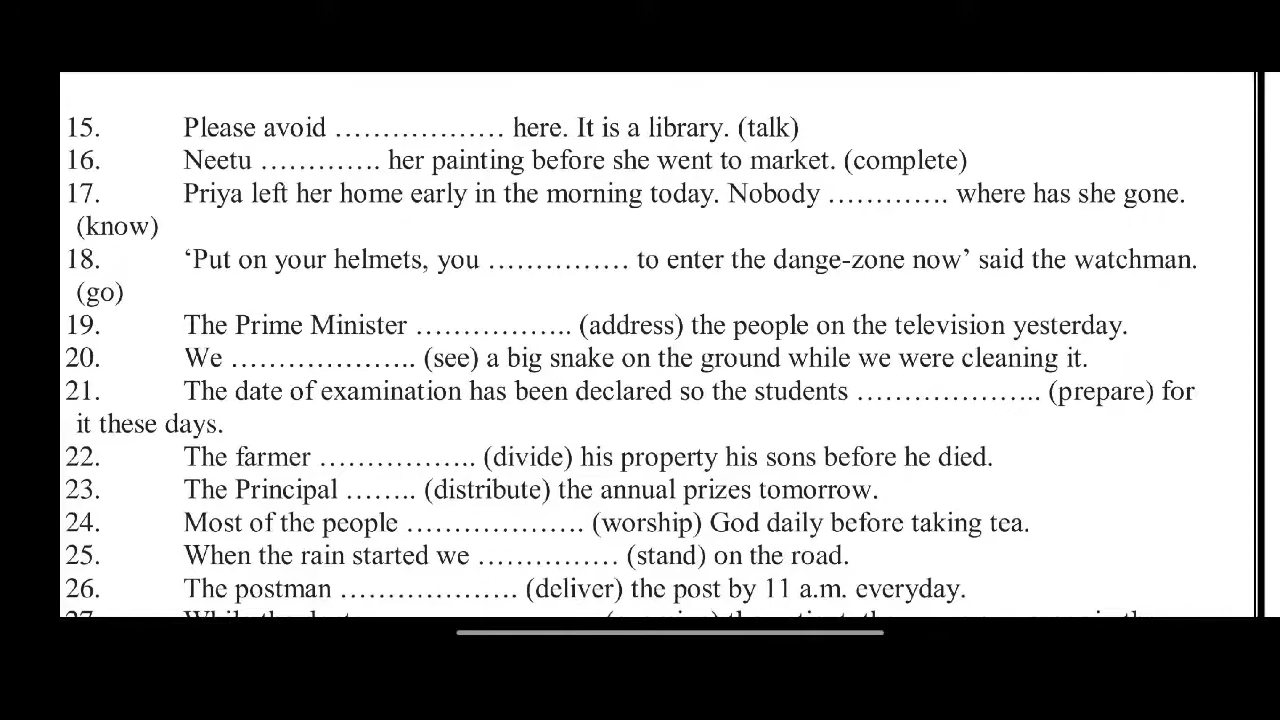 15. Please avoid .................. here. It is a library. (talk)
16. Neetu ............. her painting before she went to market. (complete)
17. Priya left her home early in the morning today. Nobody ............. where has she gone.
(know)
18. ‘Put on your helmets, you ............... to enter the dange-zone now’ said the watchman.
(go)
19. The Prime Minister ................. (address) the people on the television yesterday.
20. We .................... (see) a big snake on the ground while we were cleaning it.
21. The date of examination has been declared so the students .................... (prepare) for
it these days.
22. The farmer ................. (divide) his property his sons before he died.
23. The Principal ........ (distribute) the annual prizes tomorrow.
24. Most of the people ................... (worship) God daily before taking tea.
25. When the rain started we ............... (stand) on the road.
26. The postman ................... (deliver) the post by 11 a.m. everyday.